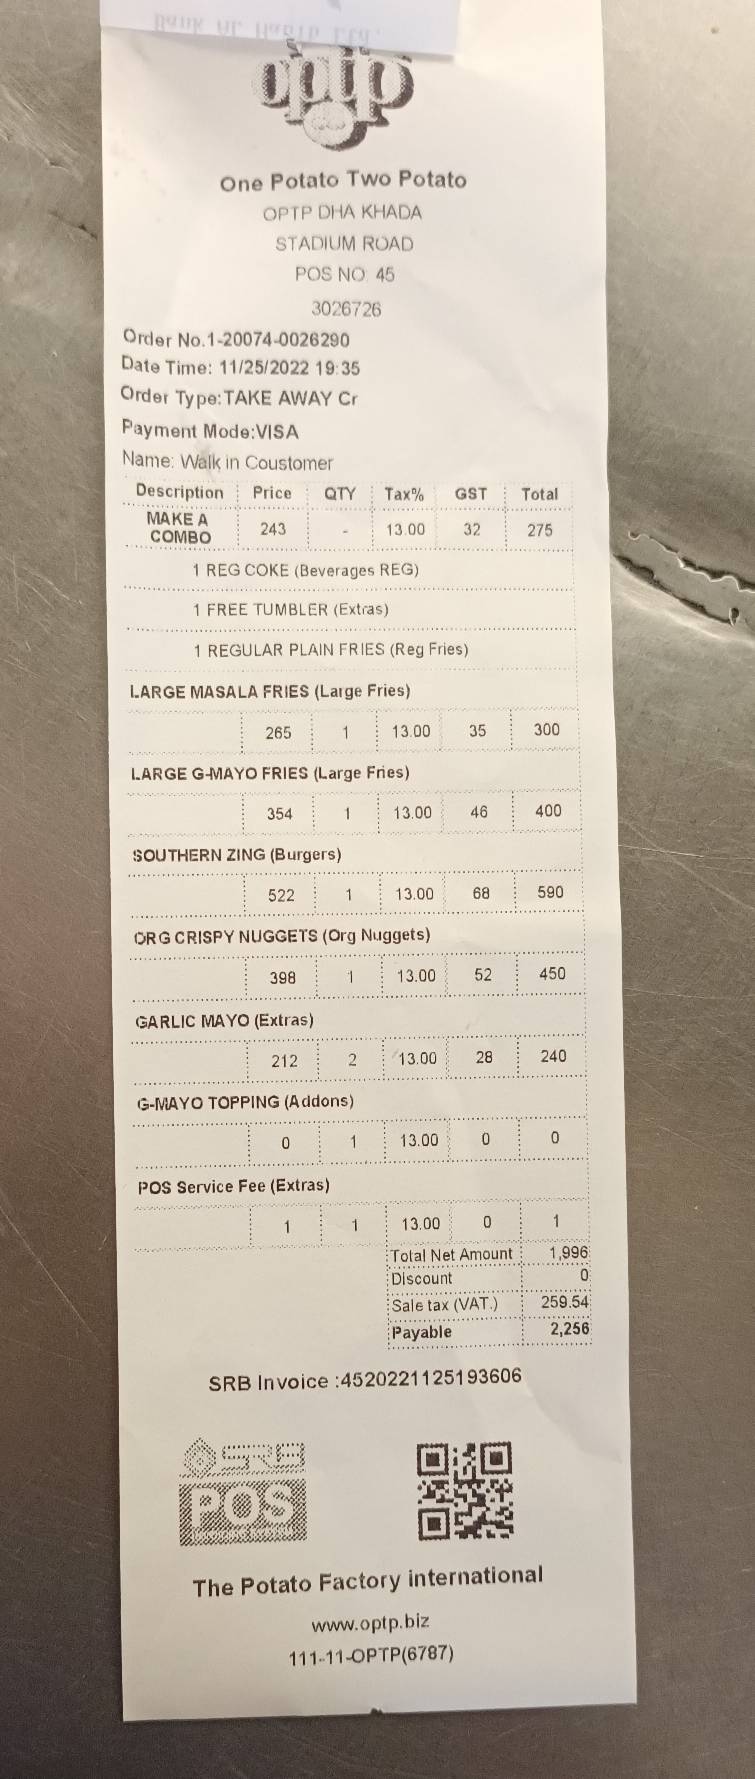 optp
One Potato Two Potato
OPTP DHA KHADA
STADIUM ROAD
POS NO. 45
3026726
Order No.1-20074-0026290
Date Time: 11/25/2022 19:35
Order Type:TAKE AWAY Cr
Payment Mode:VISA
Name: Walk in Coustomer
Description Price QTY Tax% GST Total
MAKE A COMBO 243 - 13.00 32 275
1 REG COKE (Beverages REG)
1 FREE TUMBLER (Extras)
1 REGULAR PLAIN FRIES (Reg Fries)
LARGE MASALA FRIES (Large Fries)
265 1 13.00 35 300
LARGE G-MAYO FRIES (Large Fries)
354 1 13.00 46 400
SOUTHERN ZING (Burgers)
522 1 13.00 68 590
ORG CRISPY NUGGETS (Org Nuggets)
398 1 13.00 52 450
GARLIC MAYO (Extras)
212 2 13.00 28 240
G-MAYO TOPPING (Addons)
0 1 13.00 0 0
POS Service Fee (Extras)
1 1 13.00 0 1
Total Net Amount 1,996
Discount 0
Sale tax (VAT.) 259.54
Payable 2,256
SRB Invoice :4520221125193606
SRB
POS
The Potato Factory international
www.optp.biz
111-11-OPTP(6787)